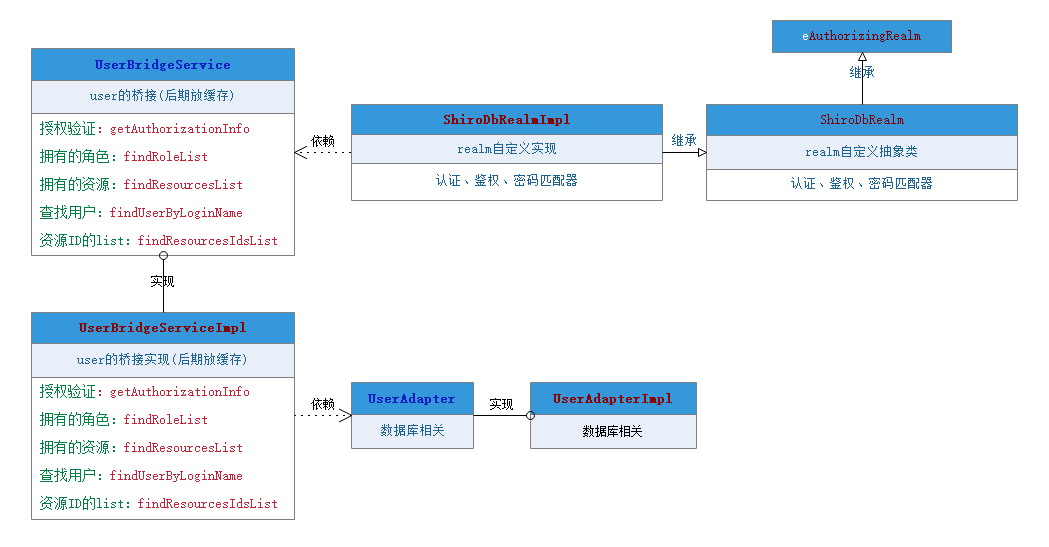 eAuthorizingRealm
继承
UserBridgeService
user的桥接(后期放缓存)
授权验证：getAuthorizationInfo
拥有的角色：findRoleList
拥有的资源：findResourcesList
查找用户：findUserByLoginName
资源ID的list：findResourcesIdsList
依赖
ShiroDbRealmImpl
realm自定义实现
认证、鉴权、密码匹配器
继承
ShiroDbRealm
realm自定义抽象类
认证、鉴权、密码匹配器
实现
UserBridgeServiceImpl
user的桥接实现(后期放缓存)
授权验证：getAuthorizationInfo
拥有的角色：findRoleList
拥有的资源：findResourcesList
查找用户：findUserByLoginName
资源ID的list：findResourcesIdsList
依赖
UserAdapter
数据库相关
实现
UserAdapterImpl
数据库相关